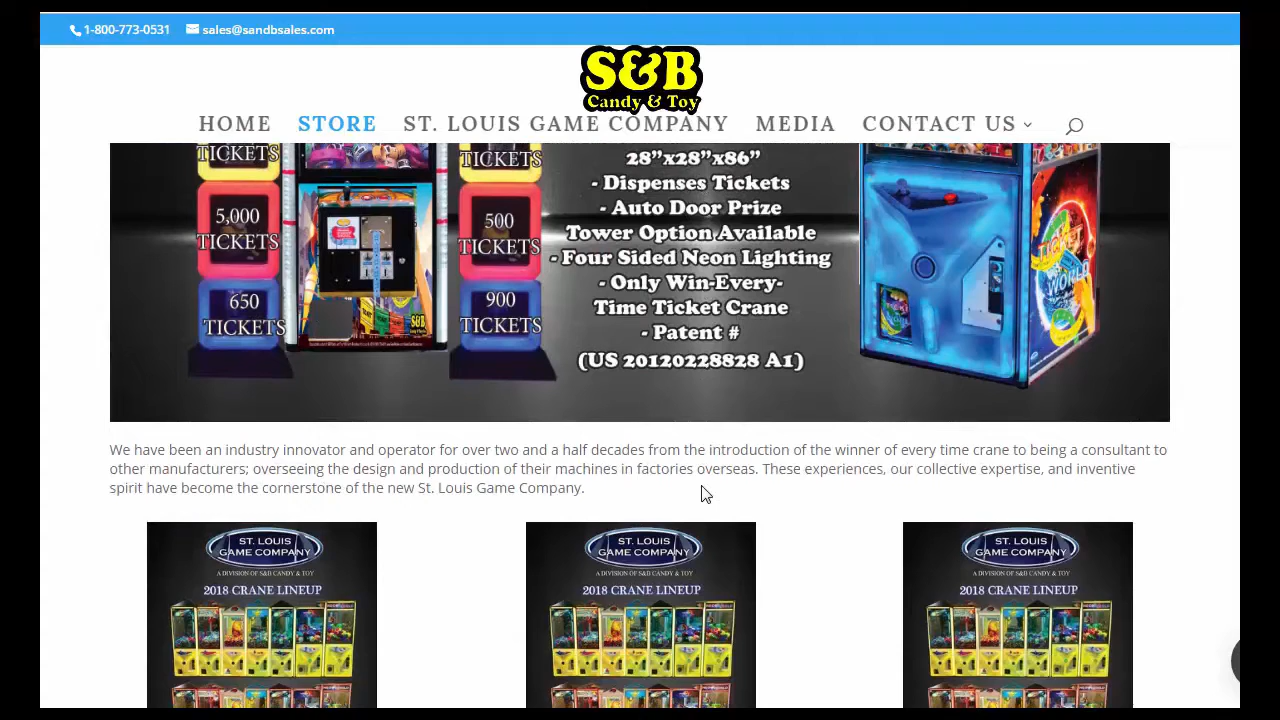 1-800-773-0531 sales@sandbsales.com
S&B
Candy & Toy
HOME STORE ST. LOUIS GAME COMPANY MEDIA CONTACT US
TICKETS
5,000
TICKETS
650
TICKETS
S&B
TICKETS
500
TICKETS
900
TICKETS
28”x28”x86”
- Dispenses Tickets
- Auto Door Prize
Tower Option Available
- Four Sided Neon Lighting
- Only Win-Every-
Time Ticket Crane
- Patent #
(US 20120228828 A1)
TICKET
WORLD
We have been an industry innovator and operator for over two and a half decades from the introduction of the winner of every time crane to being a consultant to
other manufacturers; overseeing the design and production of their machines in factories overseas. These experiences, our collective expertise, and inventive
spirit have become the cornerstone of the new St. Louis Game Company.
ST. LOUIS
GAME COMPANY
A DIVISION OF S&B CANDY & TOY
2018 CRANE LINEUP
ST. LOUIS
GAME COMPANY
A DIVISION OF S&B CANDY & TOY
2018 CRANE LINEUP
ST. LOUIS
GAME COMPANY
A DIVISION OF S&B CANDY & TOY
2018 CRANE LINEUP